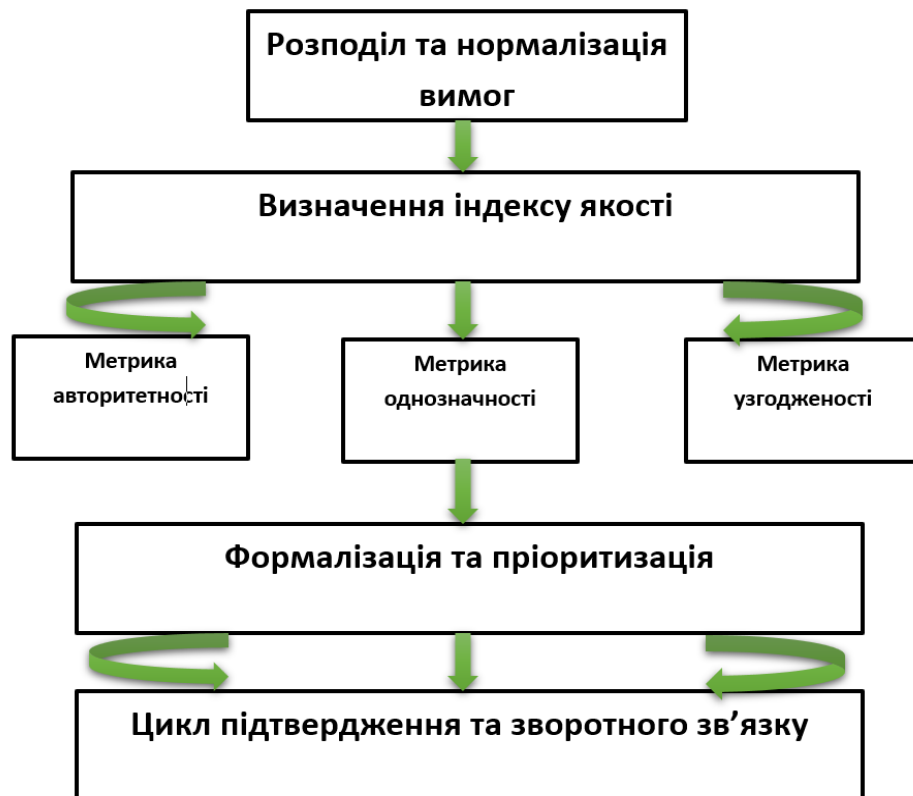 Розподіл та нормалізація
вимог
Визначення індексу якості
Метрика
авторитетності
Метрика
однозначності
Метрика
узгодженості
Формалізація та пріоритизація
Цикл підтвердження та зворотного зв’язку